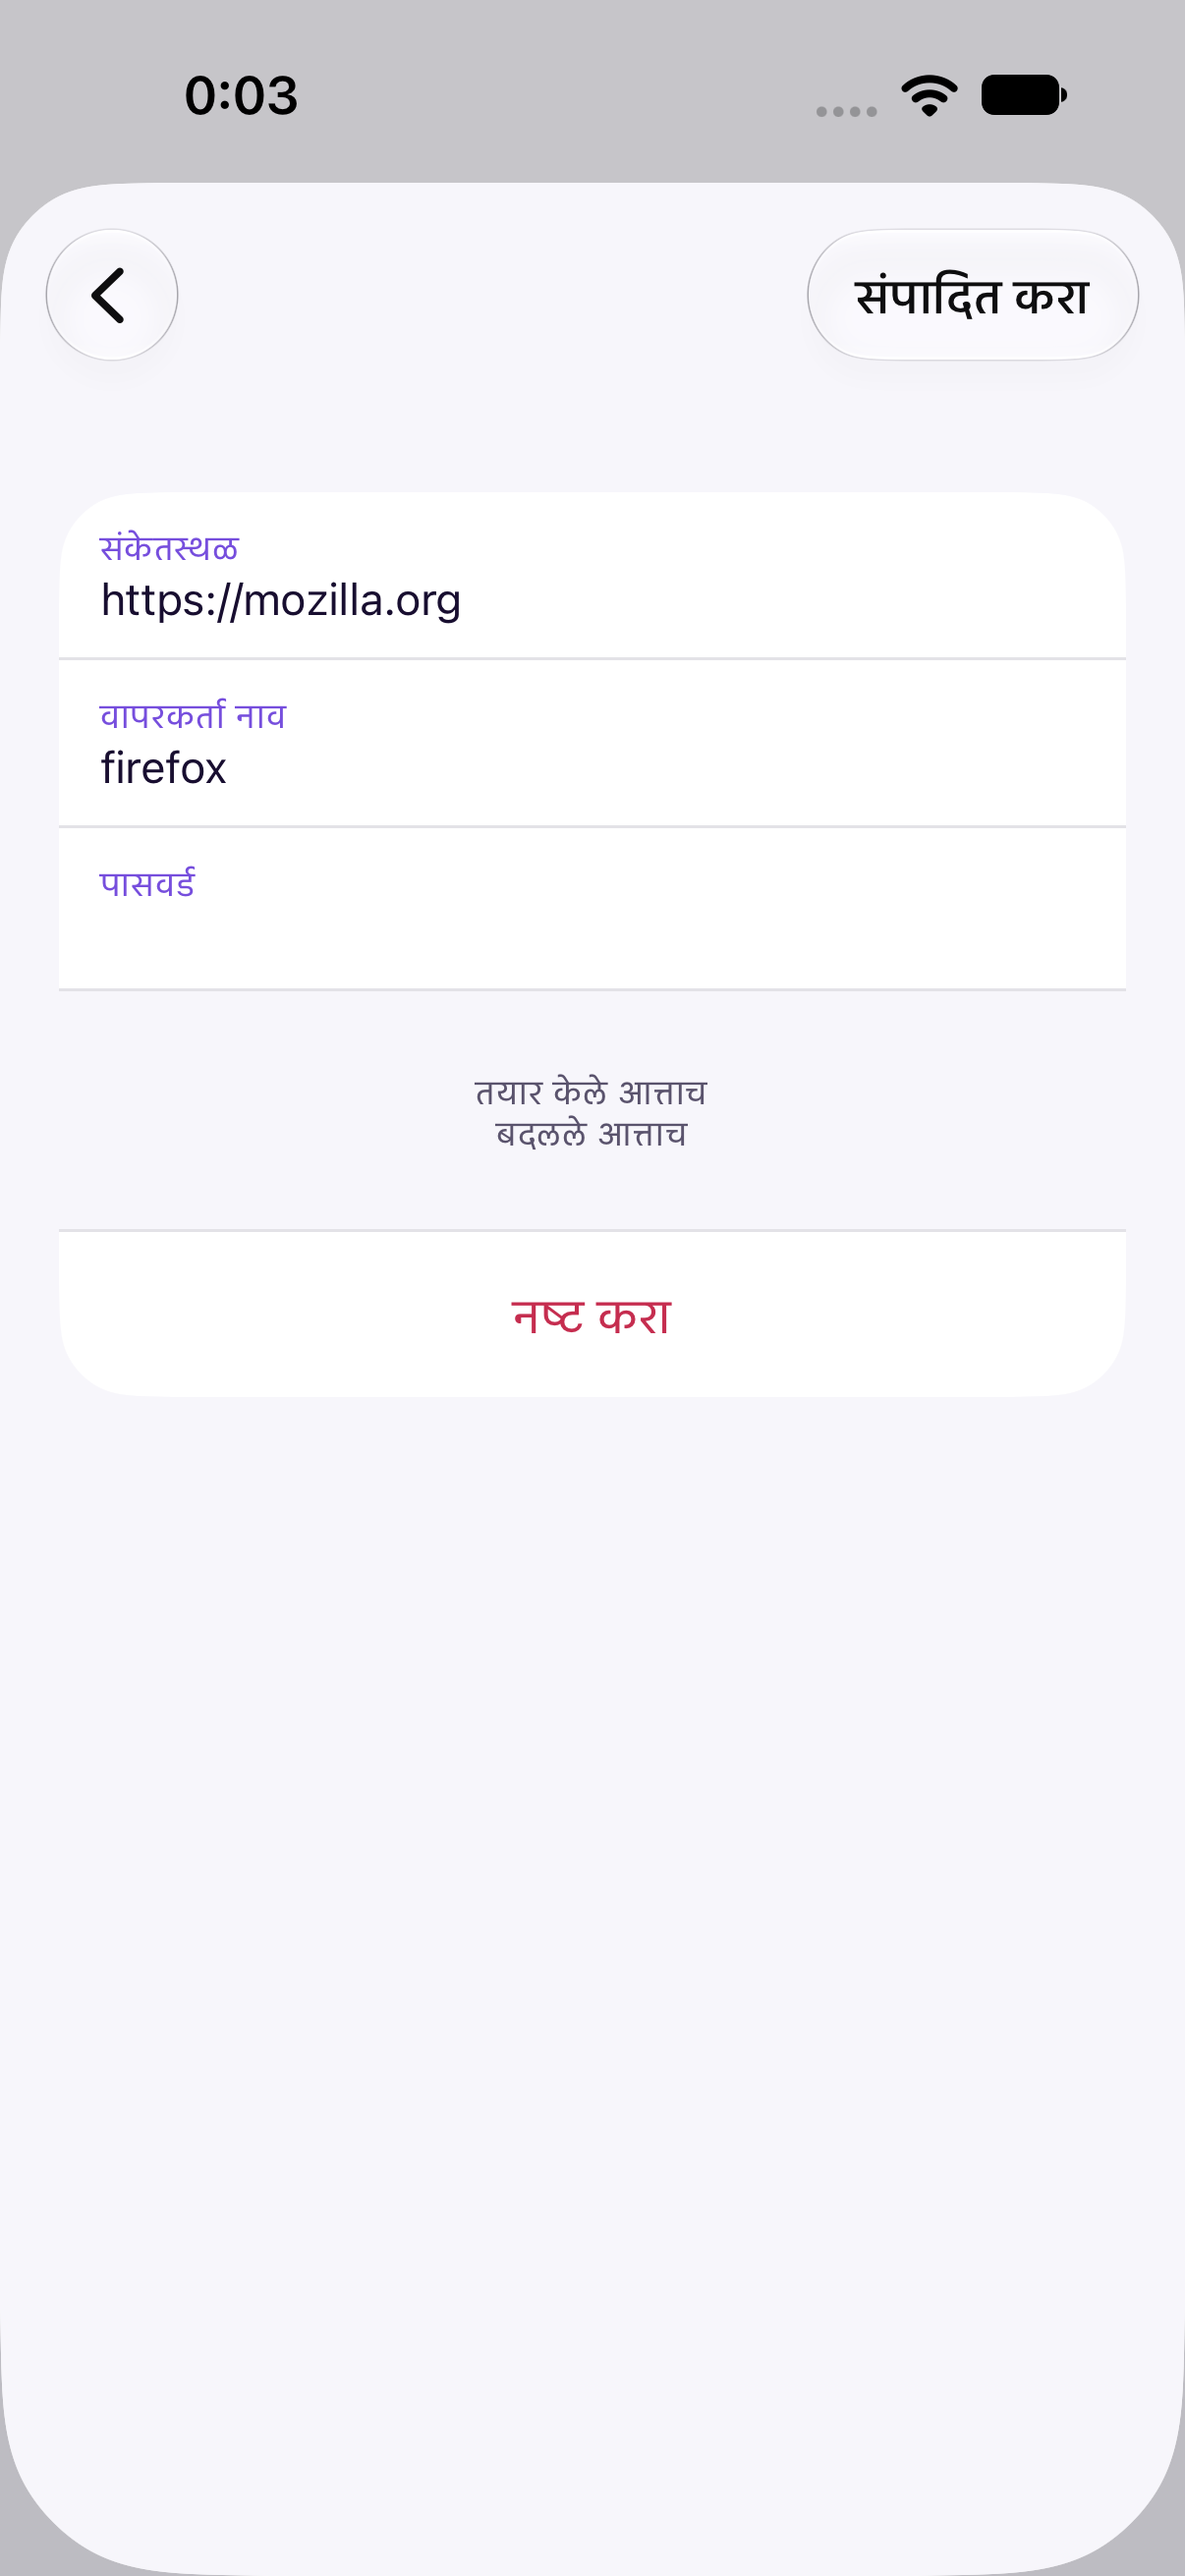 0:03
संपादित करा
संकेतस्थळ
https://mozilla.org
वापरकर्ता नाव
firefox
पासवर्ड
तयार केले आत्ताच
बदलले आत्ताच
नष्ट करा